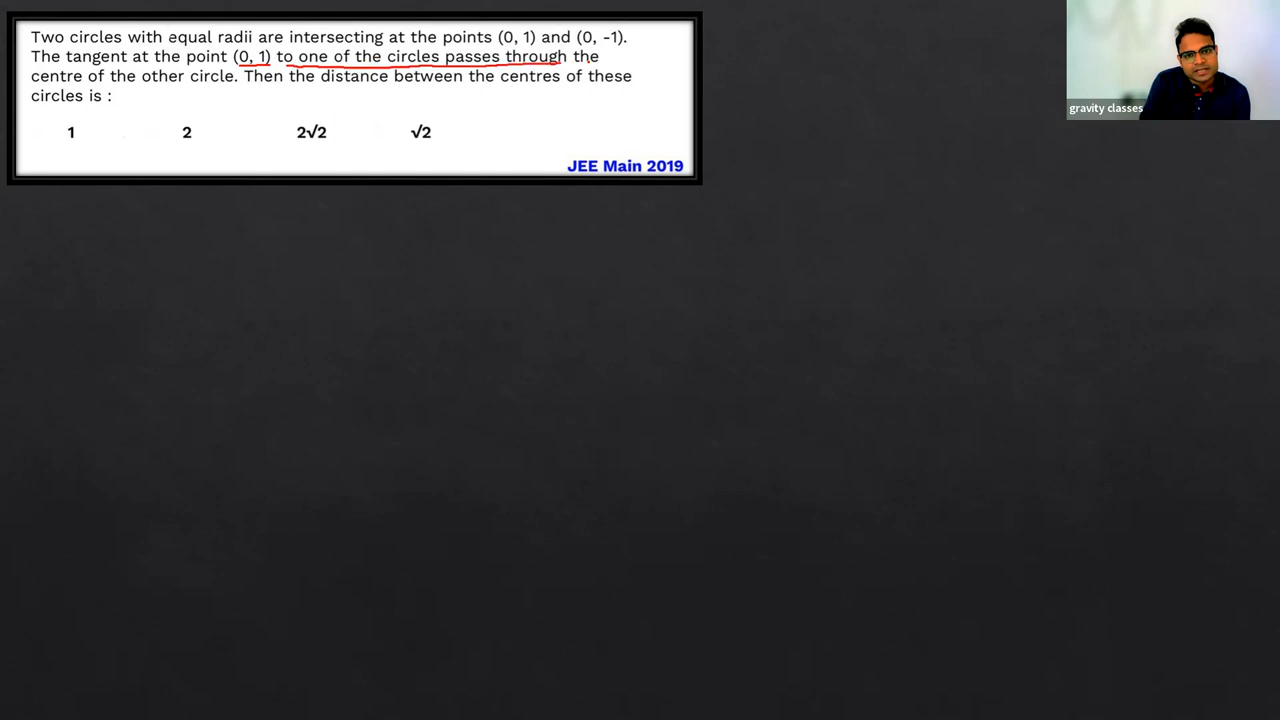 Two circles with equal radii are intersecting at the points (0, 1) and (0, -1).
The tangent at the point (0, 1) to one of the circles passes through the
centre of the other circle. Then the distance between the centres of these
circles is :
1 2 2√2 √2
JEE Main 2019
gravity classes